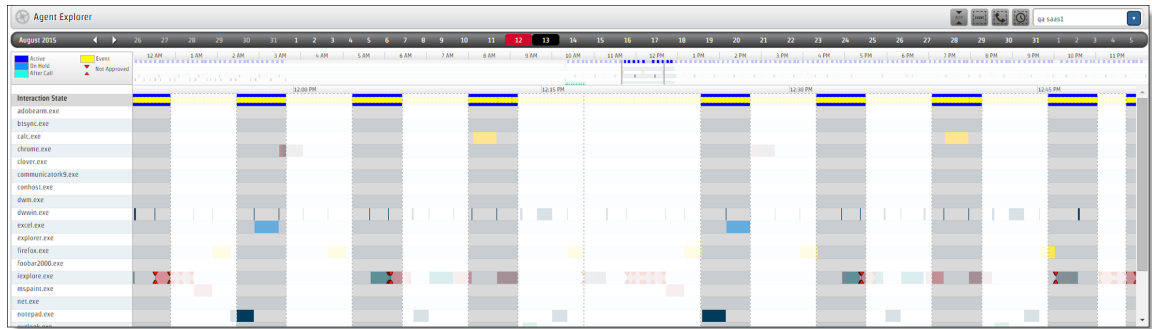 Agent Explorer
qa saas1
August 2015 26 27 28 29 30 31 1 2 3 4 5 6 7 8 9 10 11 12 13 14 15 16 17 18 19 20 21 22 23 24 25 26 27 28 29 30 31 1 2 3 4 5
Active Event
On Hold Not Approved
After Call
12 AM 1 AM 2 AM 3 AM 4 AM 5 AM 6 AM 7 AM 8 AM 9 AM 10 AM 11 AM 12 PM 1 PM 2 PM 3 PM 4 PM 5 PM 6 PM 7 PM 8 PM 9 PM 10 PM 11 PM
12:00 PM 12:15 PM 12:30 PM 12:45 PM
Interaction State
adobearm.exe
btsync.exe
calc.exe
chrome.exe
clover.exe
communicatork9.exe
conhost.exe
dwm.exe
dwwin.exe
excel.exe
explorer.exe
firefox.exe
foobar2000.exe
iexplore.exe
mspaint.exe
net.exe
notepad.exe
outlook.exe